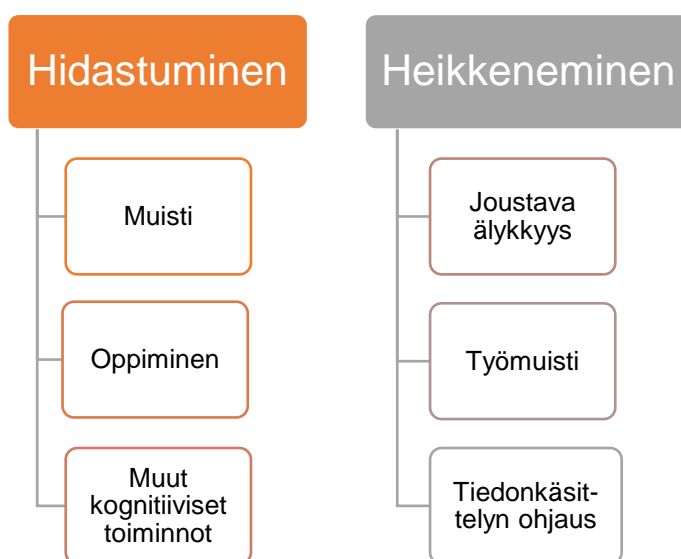 Hidastuminen
Muisti
Oppiminen
Muut
kognitiiviset
toiminnot
Heikkeneminen
Joustava
älykkyys
Työmuisti
Tiedonkäsit-
telyn ohjaus